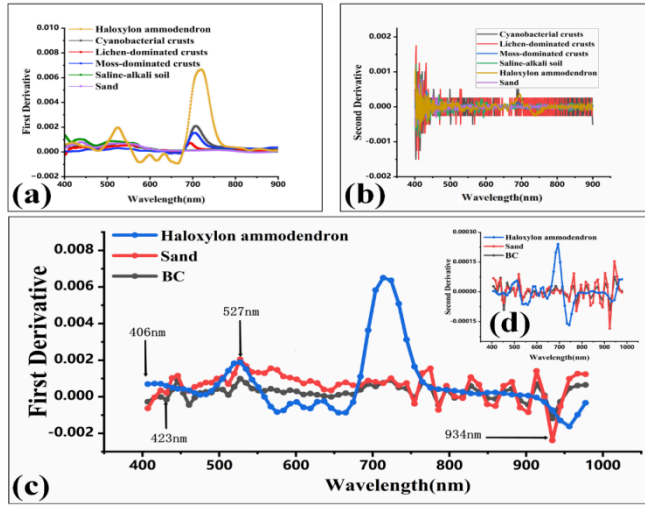 (a)
First Derivative
0.010
0.008
0.006
0.004
0.002
0.000
-0.002
Haloxylon ammodendron
Cyanobacterial crusts
Lichen-dominated crusts
Moss-dominated crusts
Saline-alkali soil
Sand
400 500 600 700 800 900
Wavelength(nm)
(b)
Second Derivative
0.002
0.001
0.000
-0.001
-0.002
Cyanobacterial crusts
Lichen-dominated crusts
Moss-dominated crusts
Saline-alkali soil
Haloxylon ammodendron
Sand
400 500 600 700 800 900
Wavelength(nm)
(c)
First Derivative
0.008
0.006
0.004
0.002
0.000
-0.002
Haloxylon ammodendron
Sand
BC
406nm
527nm
423nm
934nm
400 500 600 700 800 900 1000
Wavelength(nm)
(d)
Second Derivative
0.00030
0.00015
0.00000
-0.00015
Haloxylon ammodendron
Sand
BC
400 500 600 700 800 900 1000
Wavelength(nm)